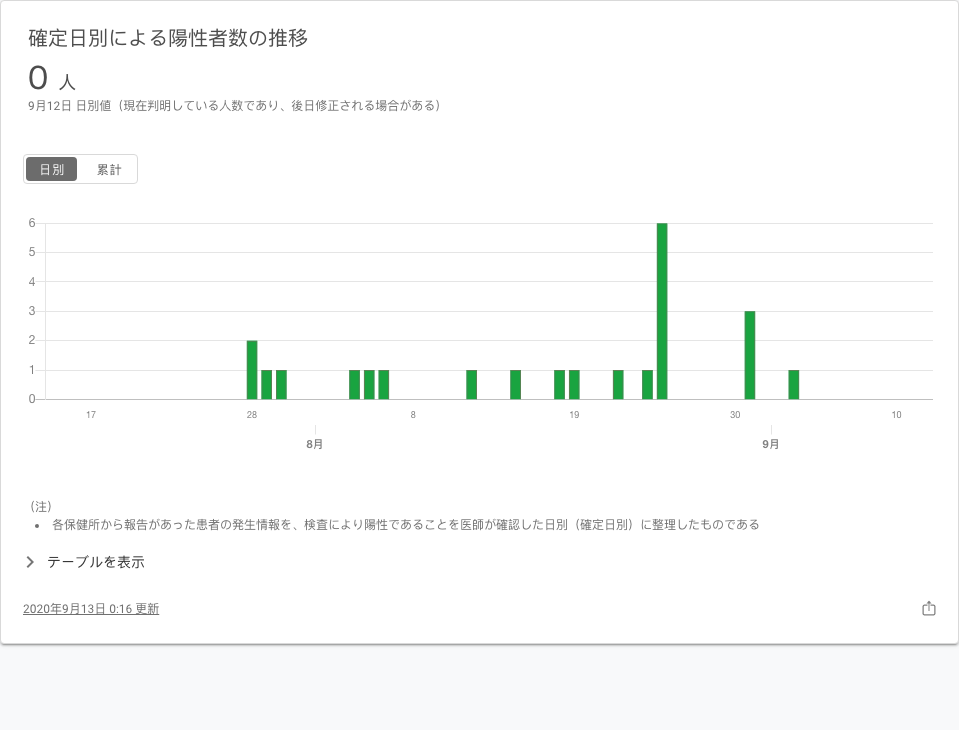 確定日別による陽性者数の推移
0 人
9月12日 日別値（現在判明している人数であり、後日修正される場合がある）
日別 累計
6
5
4
3
2
1
0
17 28 8 19 30 10
8月 9月
（注）
• 各保健所から報告があった患者の発生情報を、検査により陽性であることを医師が確認した日別（確定日別）に整理したものである
テーブルを表示
2020年9月13日 0:16 更新